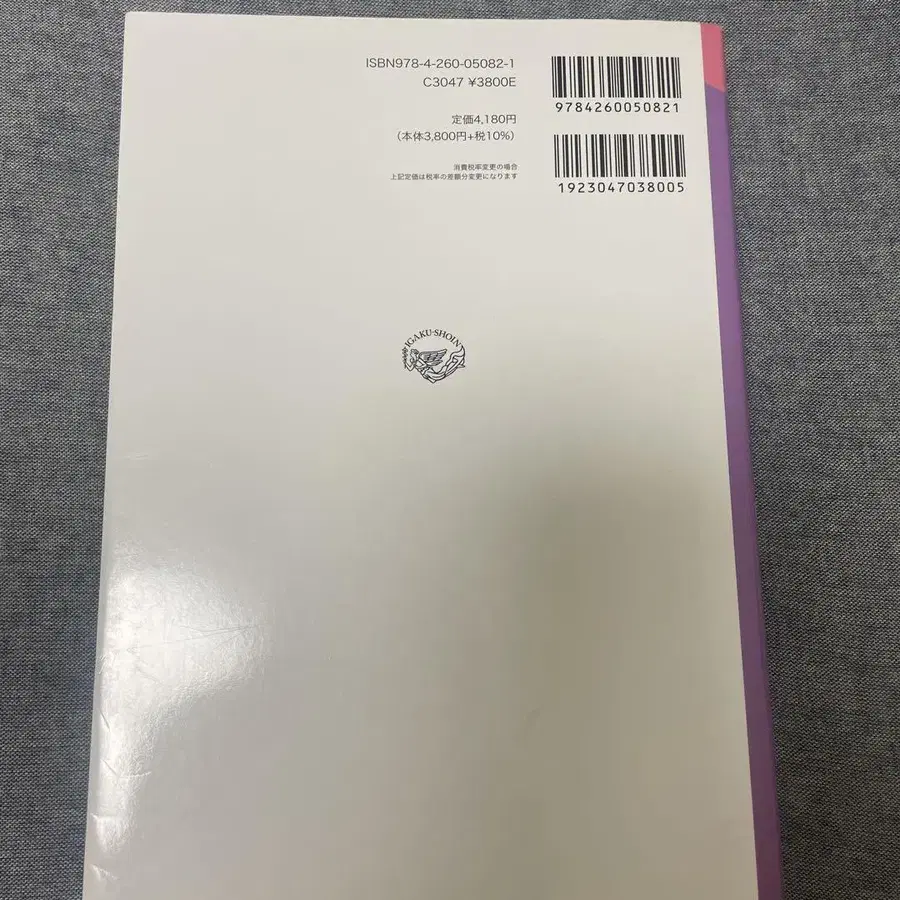 ISBN978-4-260-05082-1
C3047 ¥3800E
定価4,180円
（本体3,800円+税10%）
消費税率変更の場合
上記定価は税率の差額分変更になります
9784260050821
1923047038005
IGAKU-SHOIN